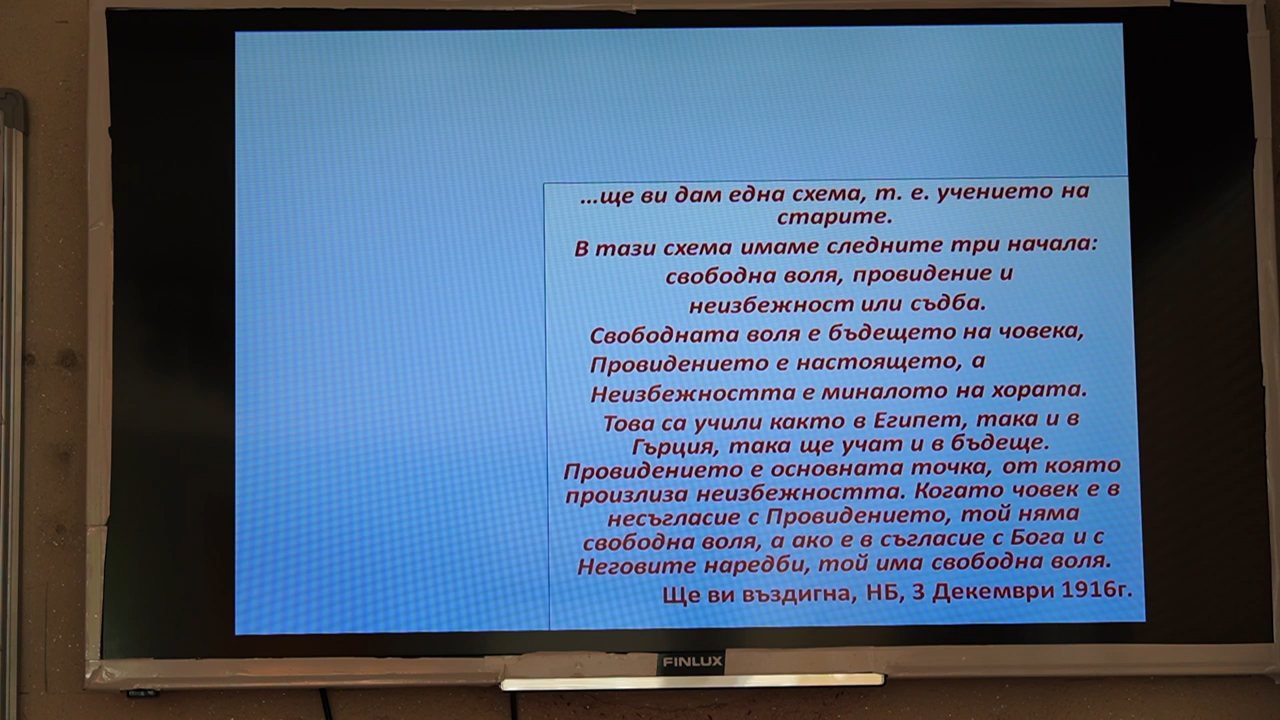 ...ще ви дам една схема, т. е. учението на
старите.
В тази схема имаме следните три начала:
свободна воля, провидение и
неизбежност или съдба.
Свободната воля е бъдещето на човека,
Провидението е настоящето, а
Неизбежността е миналото на хората.
Това са учили както в Египет, така и в
Гърция, така ще учат и в бъдеще.
Провидението е основната точка, от която
произлиза неизбежността. Когато човек е в
несъгласие с Провидението, той няма
свободна воля, а ако е в съгласие с Бога и с
Неговите наредби, той има свободна воля.
Ще ви въздигна, НБ, 3 Декември 1916г.
FINLUX